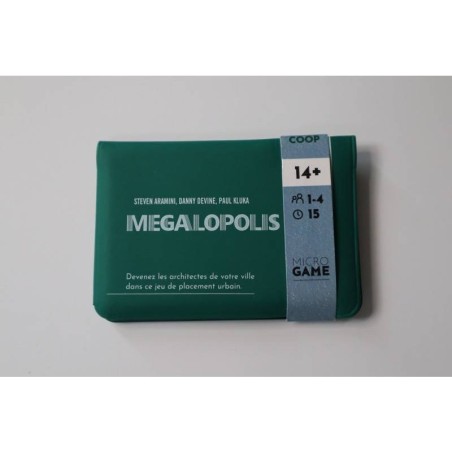 COOP
14+
STEVEN ARAMINI, DANNY DEVINE, PAUL KLUKA
1-4
15
MEGALOPOLIS
MICRO
GAME
Devenez les architectes de votre ville
dans ce jeu de placement urbain.